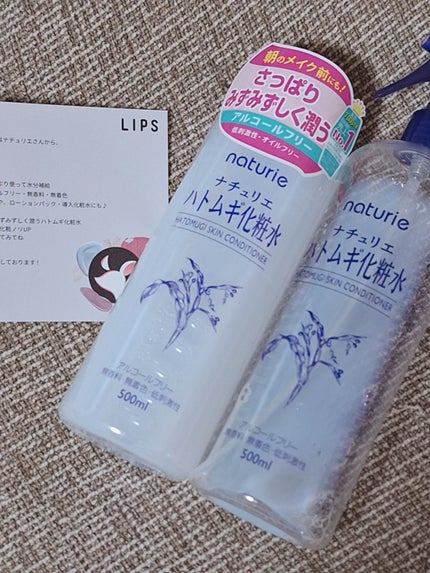 LIPS
ナチュリエさんから、
ぷり使って水分補給
ルフリー・無香料・無着色
ク、ローションパック・導入化粧水にも♪
ずみずしく潤うハトムギ化粧水
化粧ノリUP
てみてね
しております!
朝のメイク前にも!
さっぱり
みずみずしく潤う
アルコールフリー
低刺激性・オイルフリー
naturie
ナチュリエ
ハトムギ化粧水
HATOMUGI SKIN CONDITIONER
アルコールフリー
無香料・無着色・低刺激性
500ml
naturie
ナチュリエ
ハトムギ化粧水
HATOMUGI SKIN CONDITIONER
アルコールフリー
無香料・無着色・低刺激性
500ml